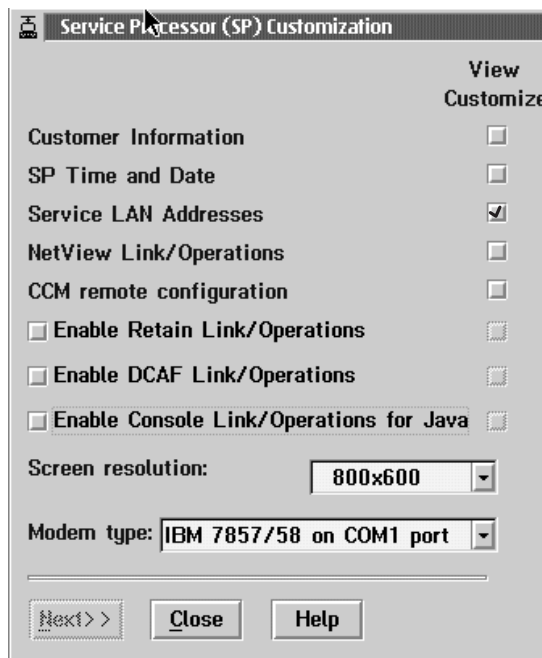 Service Processor (SP) Customization
View
Customize
Customer Information
SP Time and Date
Service LAN Addresses
NetView Link/Operations
CCM remote configuration
Enable Retain Link/Operations
Enable DCAF Link/Operations
Enable Console Link/Operations for Java
Screen resolution: 800x600
Modem type: IBM 7857/58 on COM1 port
Next>> Close Help